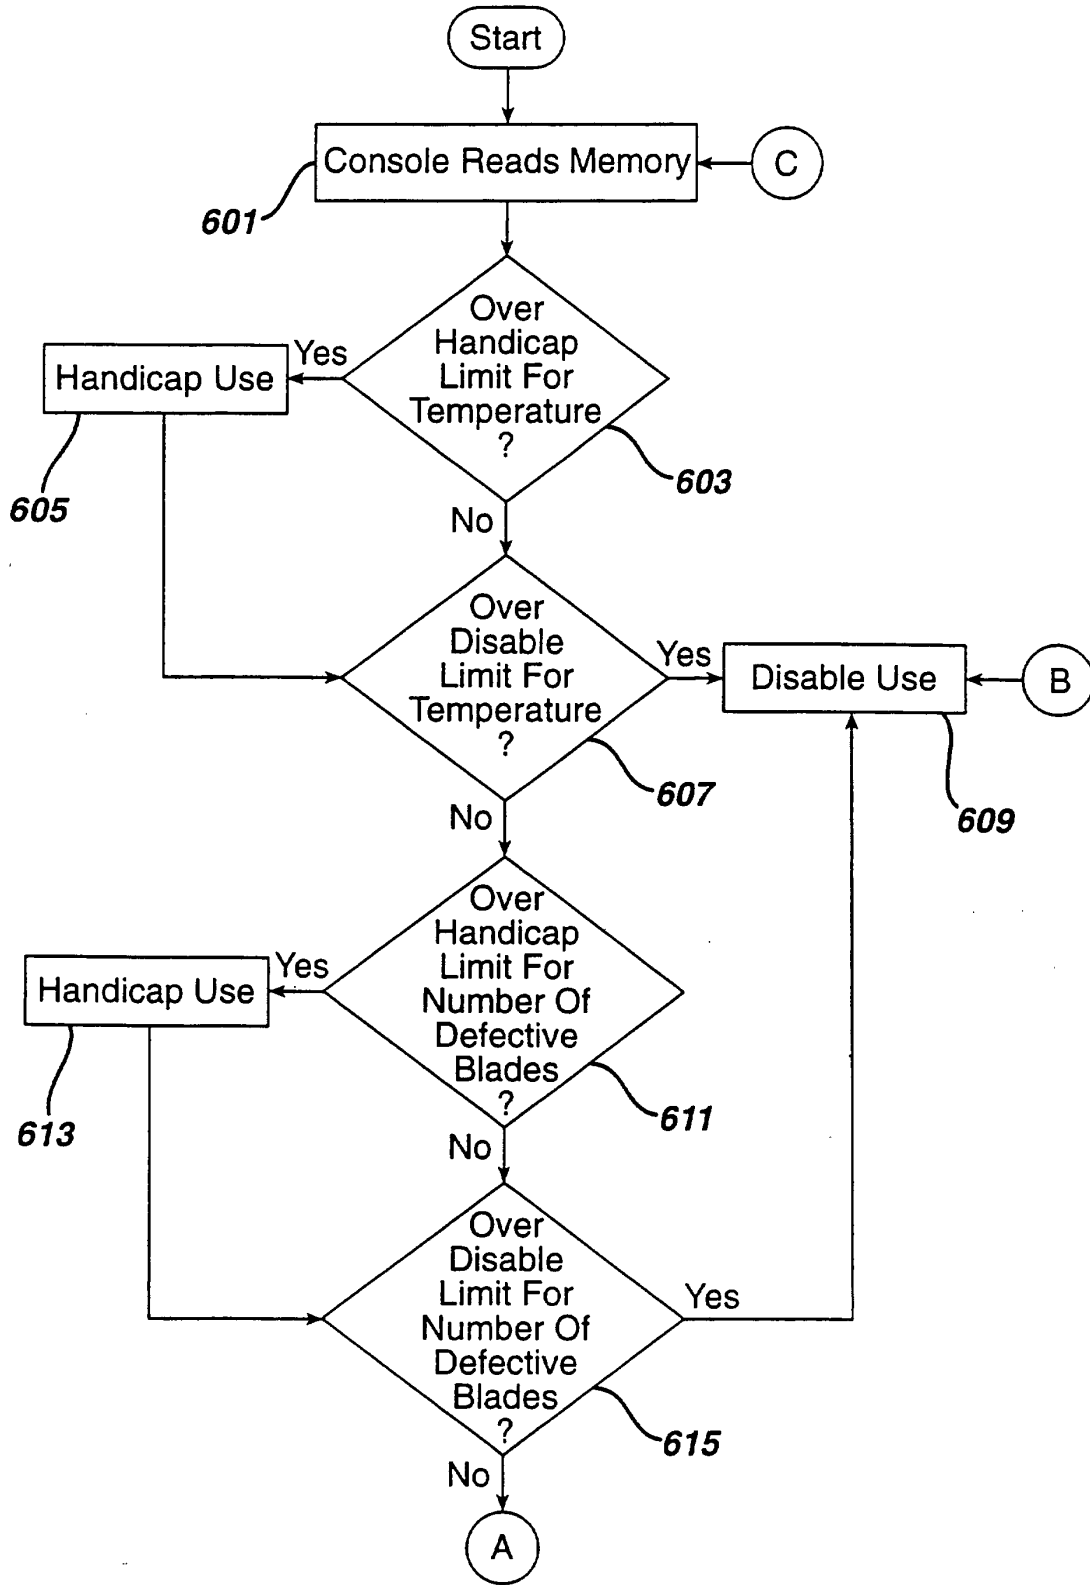 Start
Console Reads Memory
C
601
Over
Handicap
Limit For
Temperature
?
Yes
Handicap Use
603
605
No
Over
Disable
Limit For
Temperature
?
Yes
Disable Use
B
607
609
No
Over
Handicap
Limit For
Number Of
Defective
Blades
?
Yes
Handicap Use
611
613
No
Over
Disable
Limit For
Number Of
Defective
Blades
?
Yes
615
No
A